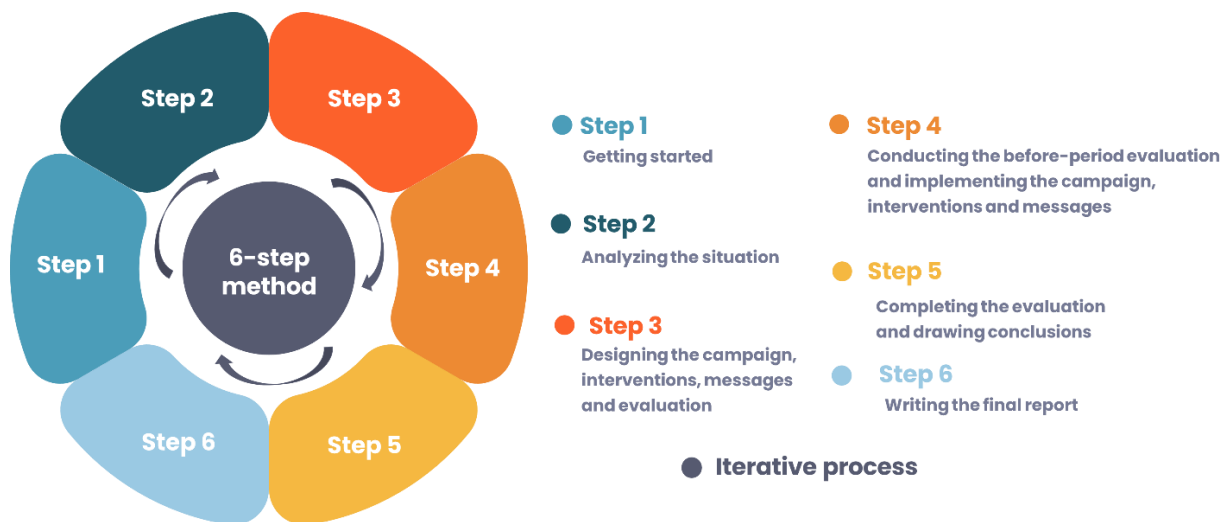 Step 2
Step 3
Step 1
6-step
method
Step 4
Step 6
Step 5
Step 1
Getting started
Step 2
Analyzing the situation
Step 3
Designing the campaign,
interventions, messages
and evaluation
Step 4
Conducting the before-period evaluation
and implementing the campaign,
interventions and messages
Step 5
Completing the evaluation
and drawing conclusions
Step 6
Writing the final report
Iterative process